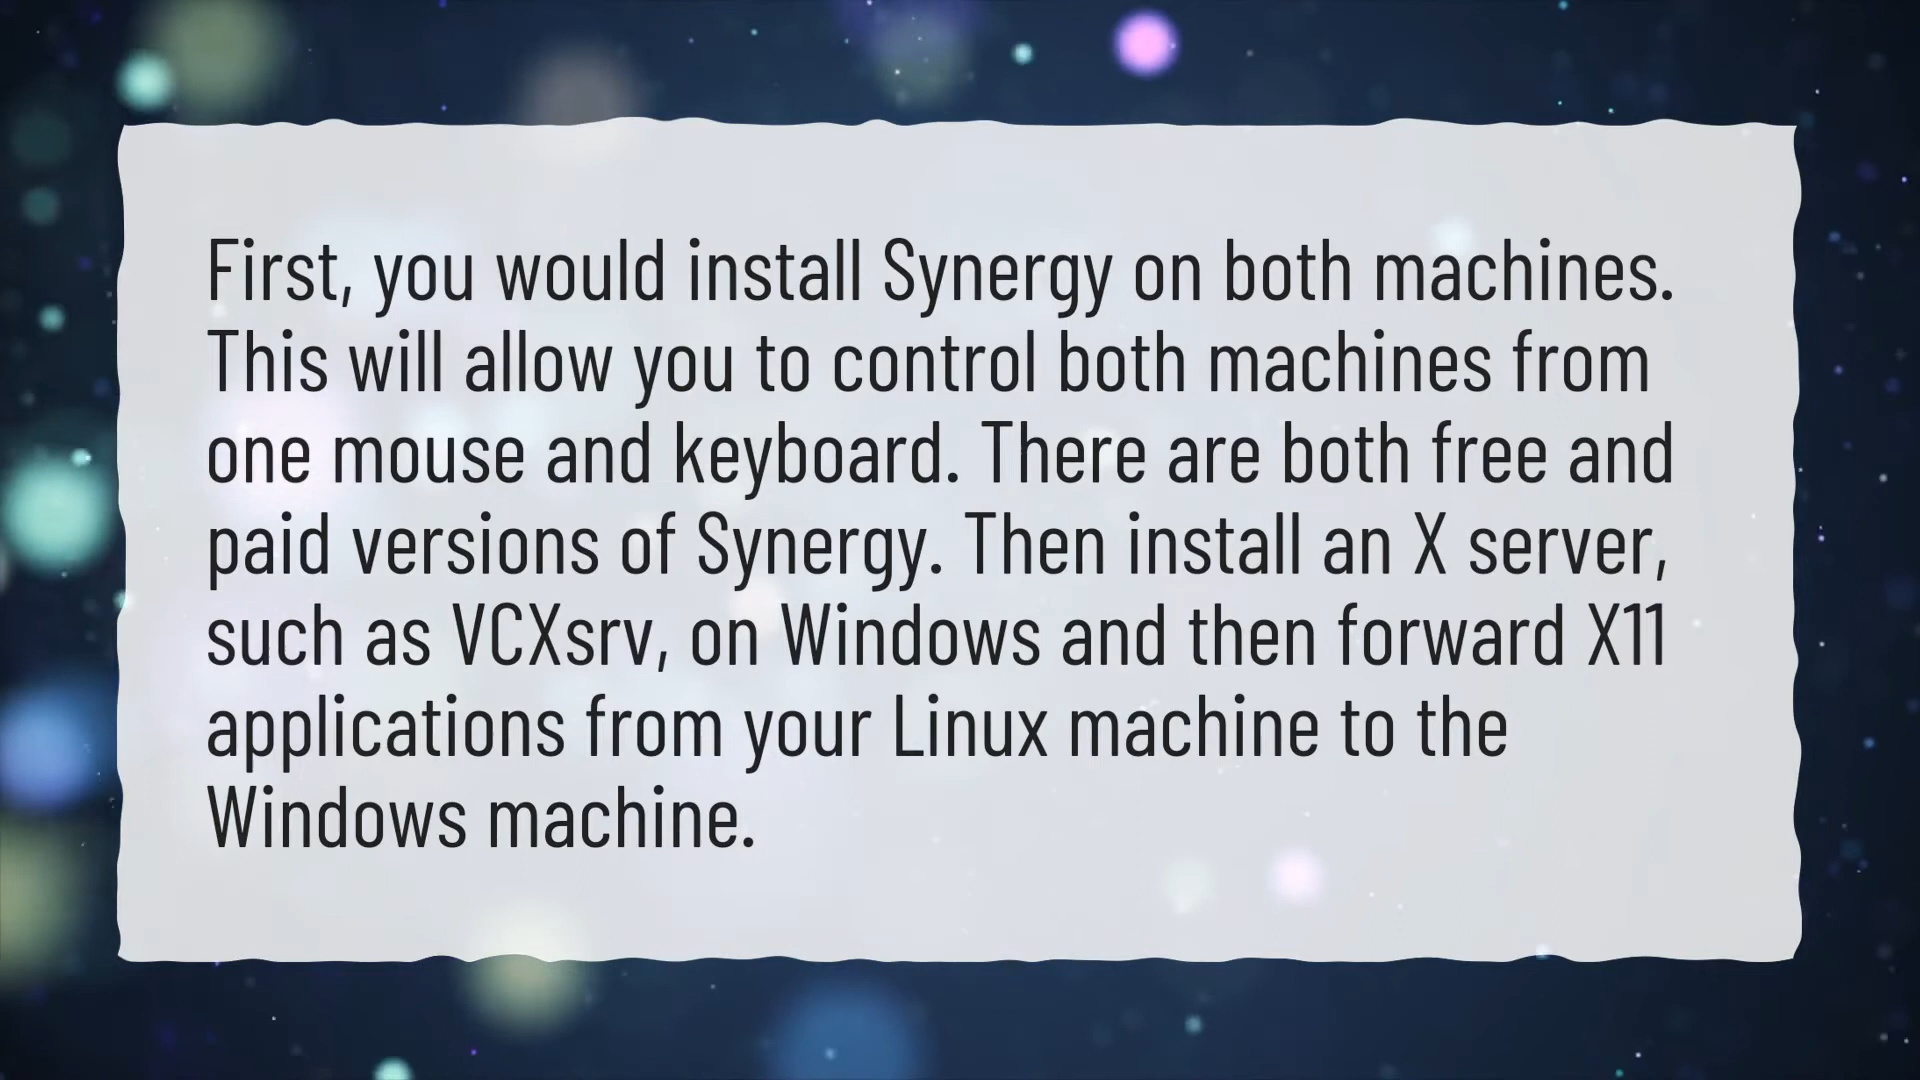 First, you would install Synergy on both machines.
This will allow you to control both machines from
one mouse and keyboard. There are both free and
paid versions of Synergy. Then install an X server,
such as VCXsrv, on Windows and then forward X11
applications from your Linux machine to the
Windows machine.